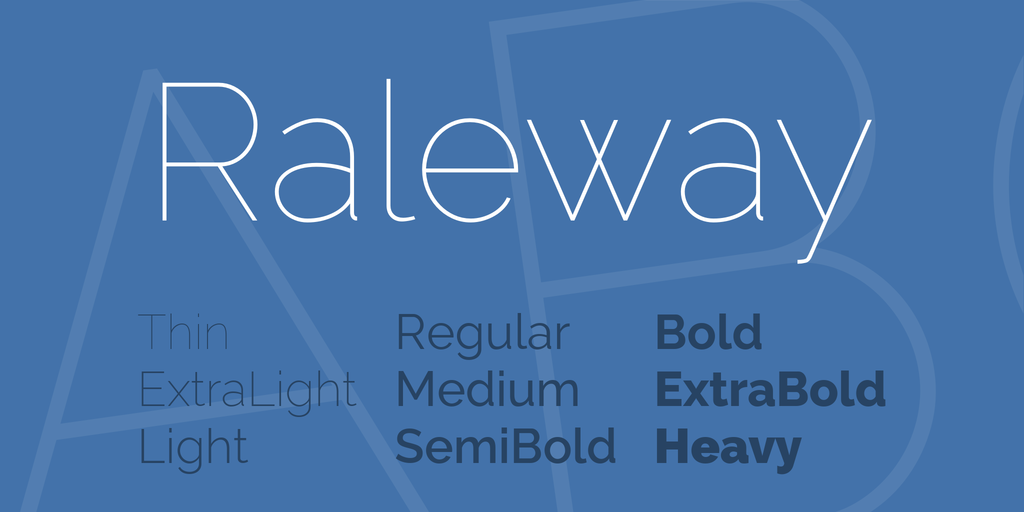 Raleway
Thin
ExtraLight
Light
Regular
Medium
SemiBold
Bold
ExtraBold
Heavy